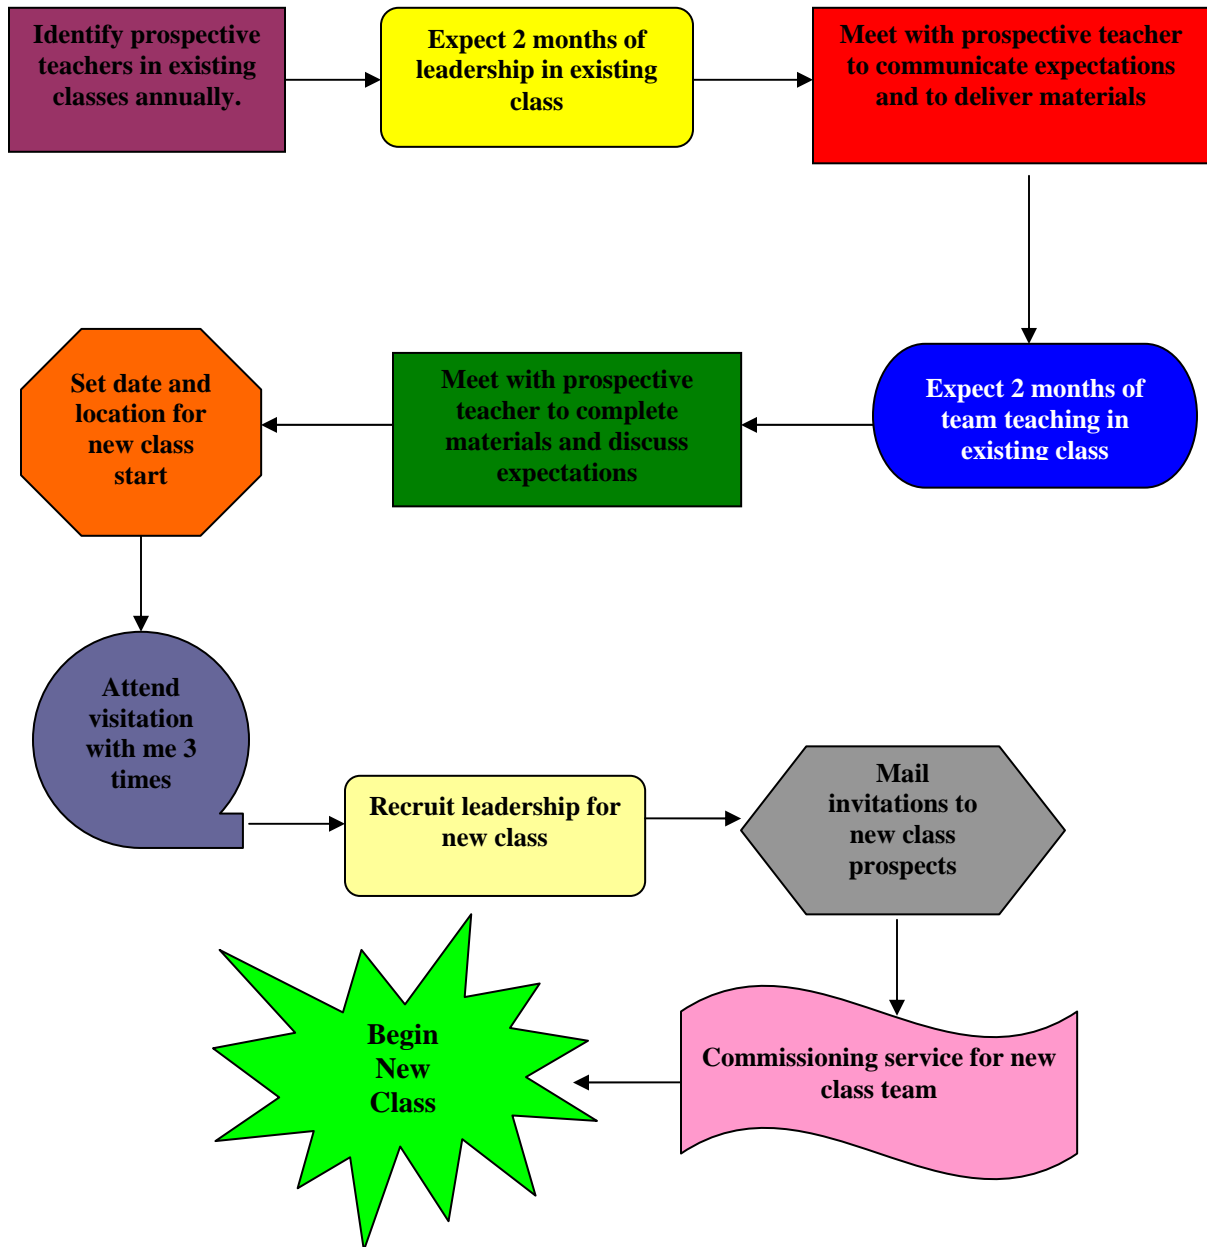 Identify prospective
teachers in existing
classes annually.
Expect 2 months of
leadership in existing
class
Meet with prospective teacher
to communicate expectations
and to deliver materials
Expect 2 months of
team teaching in
existing class
Meet with prospective
teacher to complete
materials and discuss
expectations
Set date and
location for
new class
start
Attend
visitation
with me 3
times
Recruit leadership for
new class
Mail
invitations to
new class
prospects
Commissioning service for new
class team
Begin
New
Class